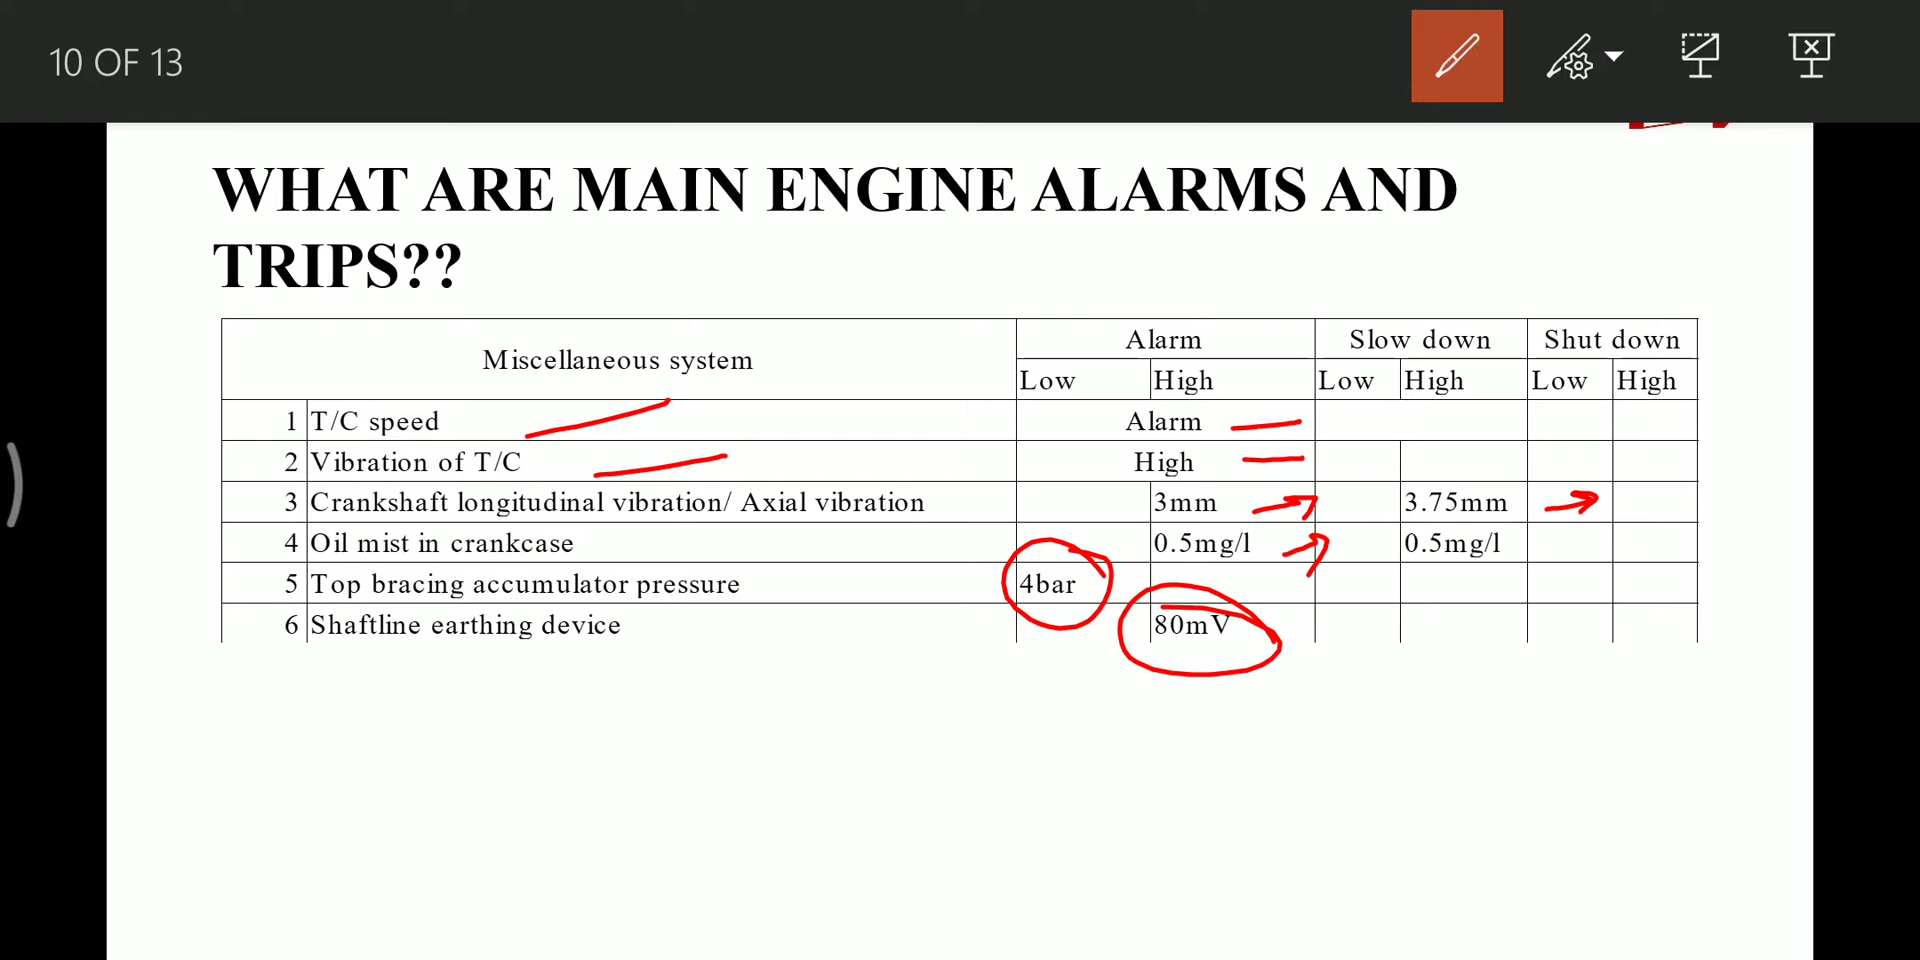 10 OF 13
WHAT ARE MAIN ENGINE ALARMS AND
TRIPS??
Miscellaneous system Alarm Slow down Shut down
Low High Low High Low High
1 T/C speed Alarm
2 Vibration of T/C High
3 Crankshaft longitudinal vibration/ Axial vibration 3mm 3.75mm
4 Oil mist in crankcase 0.5mg/l 0.5mg/l
5 Top bracing accumulator pressure 4bar
6 Shaftline earthing device 80mV